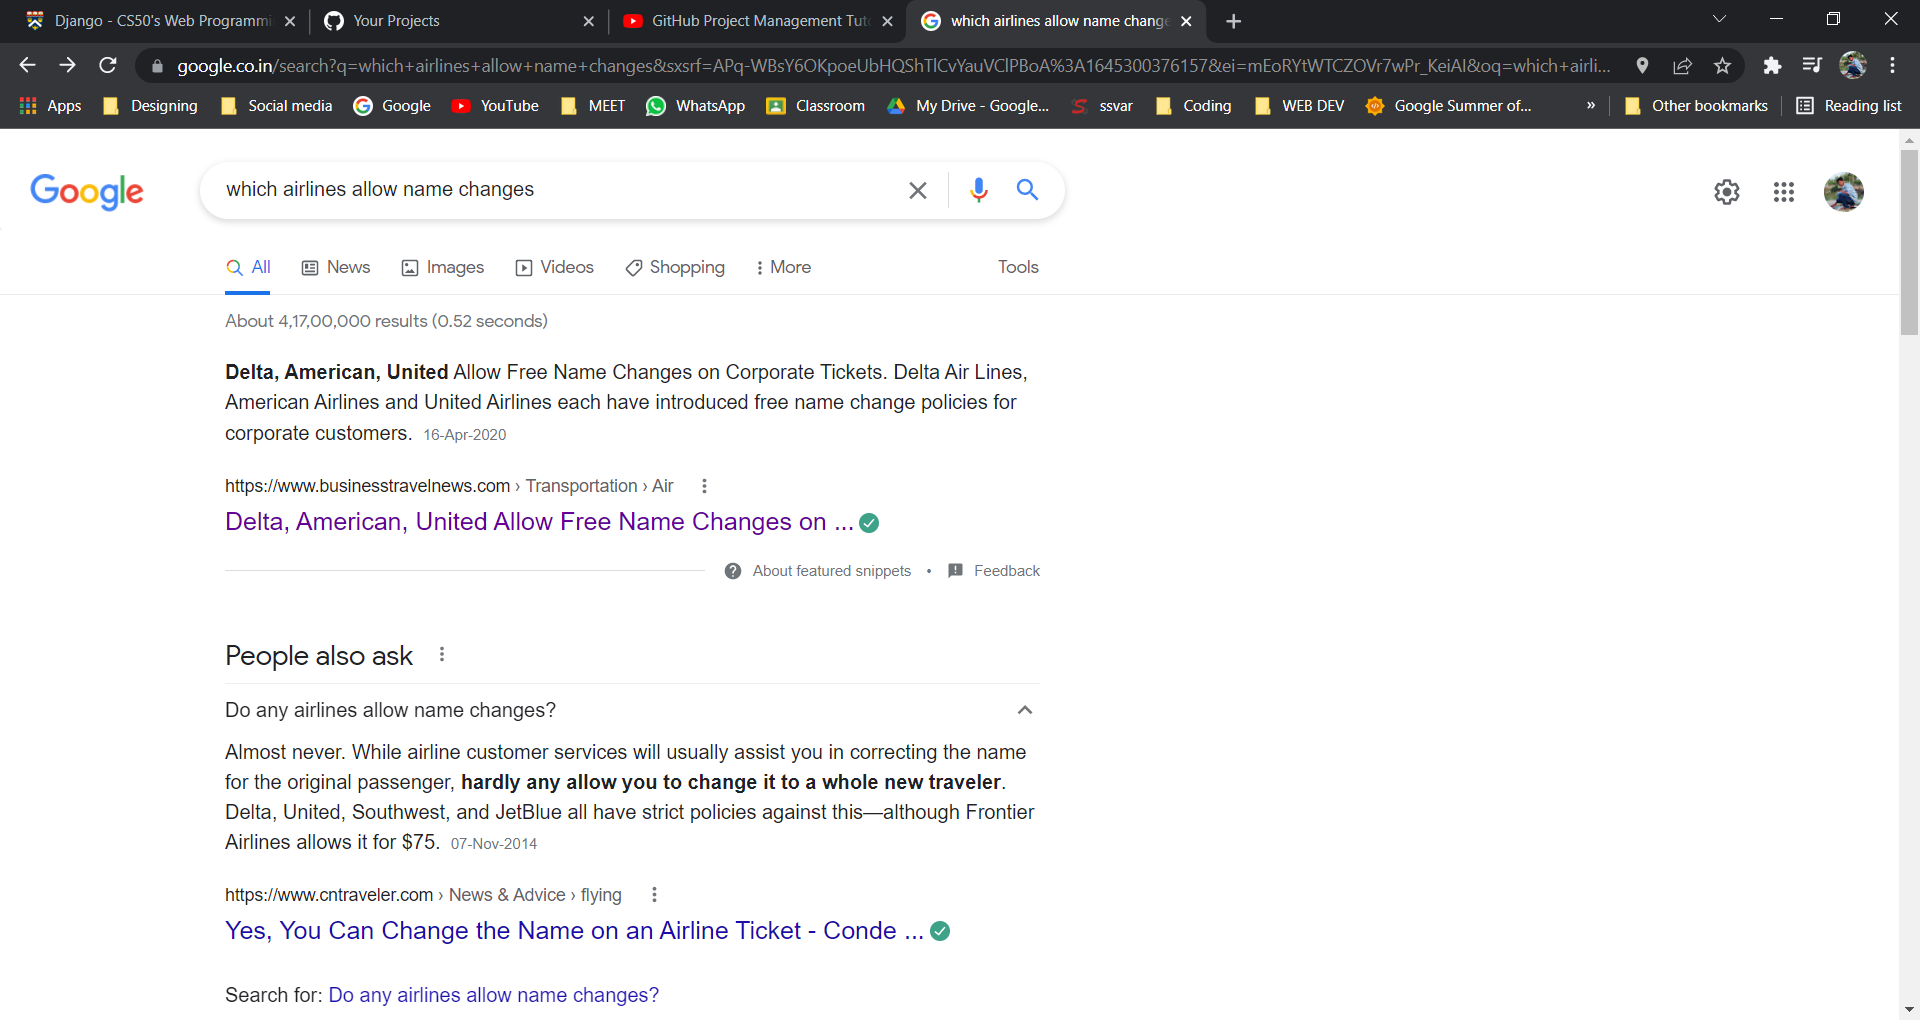 Django - CS50's Web Programmi
Your Projects
GitHub Project Management Tut
which airlines allow name change
google.co.in/search?q=which+airlines+allow+name+changes&sxsrf=APq-WBsY6OKpoeUbHQShTlCvYauVClPBoA%3A1645300376157&ei=mEoRYtWTCZOVr7wPr_KeiAI&oq=which+airli...
Apps
Designing
Social media
Google
YouTube
MEET
WhatsApp
Classroom
My Drive - Google...
ssvar
Coding
WEB DEV
Google Summer of...
»
Other bookmarks
Reading list
Google
which airlines allow name changes
All
News
Images
Videos
Shopping
More
Tools
About 4,17,00,000 results (0.52 seconds)
Delta, American, United Allow Free Name Changes on Corporate Tickets. Delta Air Lines,
American Airlines and United Airlines each have introduced free name change policies for
corporate customers. 16-Apr-2020
https://www.businesstravelnews.com › Transportation › Air
Delta, American, United Allow Free Name Changes on ...
About featured snippets • Feedback
People also ask
Do any airlines allow name changes?
Almost never. While airline customer services will usually assist you in correcting the name
for the original passenger, hardly any allow you to change it to a whole new traveler.
Delta, United, Southwest, and JetBlue all have strict policies against this—although Frontier
Airlines allows it for $75. 07-Nov-2014
https://www.cntraveler.com › News & Advice › flying
Yes, You Can Change the Name on an Airline Ticket - Conde ...
Search for: Do any airlines allow name changes?